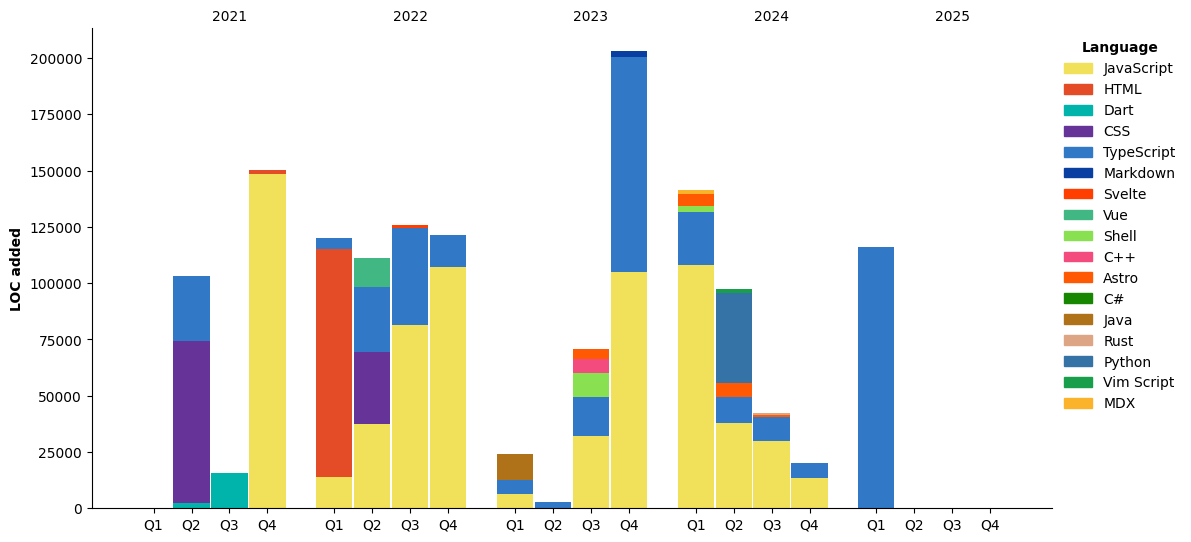 2021 2022 2023 2024 2025
LOC added
200000
175000
150000
125000
100000
75000
50000
25000
0
Q1 Q2 Q3 Q4 Q1 Q2 Q3 Q4 Q1 Q2 Q3 Q4 Q1 Q2 Q3 Q4 Q1 Q2 Q3 Q4
Language
JavaScript
HTML
Dart
CSS
TypeScript
Markdown
Svelte
Vue
Shell
C++
Astro
C#
Java
Rust
Python
Vim Script
MDX